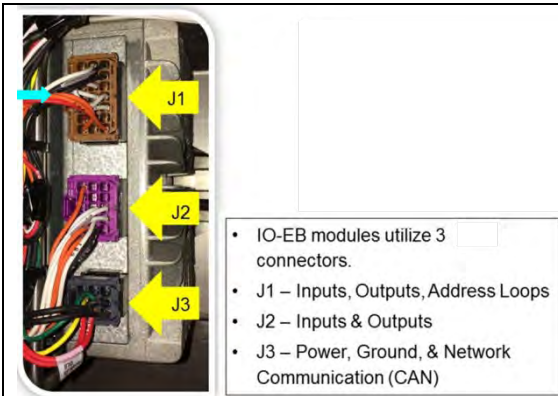 J1
J2
J3
• IO-EB modules utilize 3
connectors.
• J1 – Inputs, Outputs, Address Loops
• J2 – Inputs & Outputs
• J3 – Power, Ground, & Network
Communication (CAN)